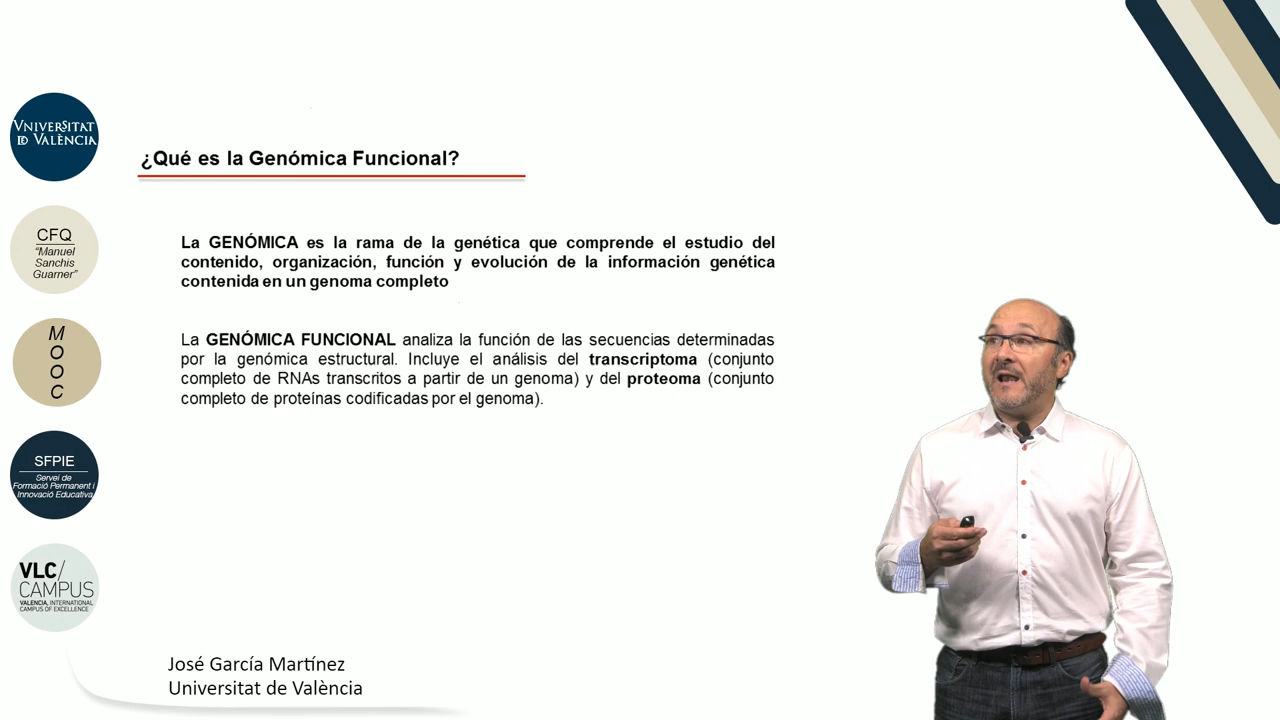 VNIVERSITAT
DE VALÈNCIA
¿Qué es la Genómica Funcional?
CFQ
"Manuel
Sanchis
Guarner"
La GENÓMICA es la rama de la genética que comprende el estudio del
contenido, organización, función y evolución de la información genética
contenida en un genoma completo
M
O
O
C
La GENÓMICA FUNCIONAL analiza la función de las secuencias determinadas
por la genómica estructural. Incluye el análisis del transcriptoma (conjunto
completo de RNAs transcritos a partir de un genoma) y del proteoma (conjunto
completo de proteínas codificadas por el genoma).
SFPIE
Servei de
Formació Permanent i
Innovació Educativa
VLC/
CAMPUS
VALENCIA, INTERNATIONAL
CAMPUS OF EXCELLENCE
José García Martínez
Universitat de València